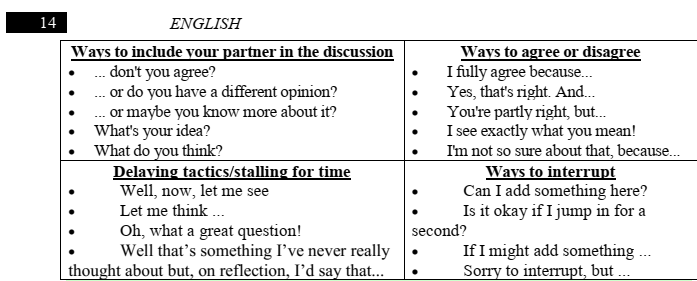 14
ENGLISH
Ways to include your partner in the discussion
• ... don't you agree?
• ... or do you have a different opinion?
• ... or maybe you know more about it?
• What's your idea?
• What do you think?
Ways to agree or disagree
• I fully agree because...
• Yes, that's right. And...
• You're partly right, but...
• I see exactly what you mean!
• I'm not so sure about that, because...
Delaying tactics/stalling for time
• Well, now, let me see
• Let me think ...
• Oh, what a great question!
• Well that’s something I’ve never really
thought about but, on reflection, I’d say that...
Ways to interrupt
• Can I add something here?
• Is it okay if I jump in for a
second?
• If I might add something ...
• Sorry to interrupt, but ...